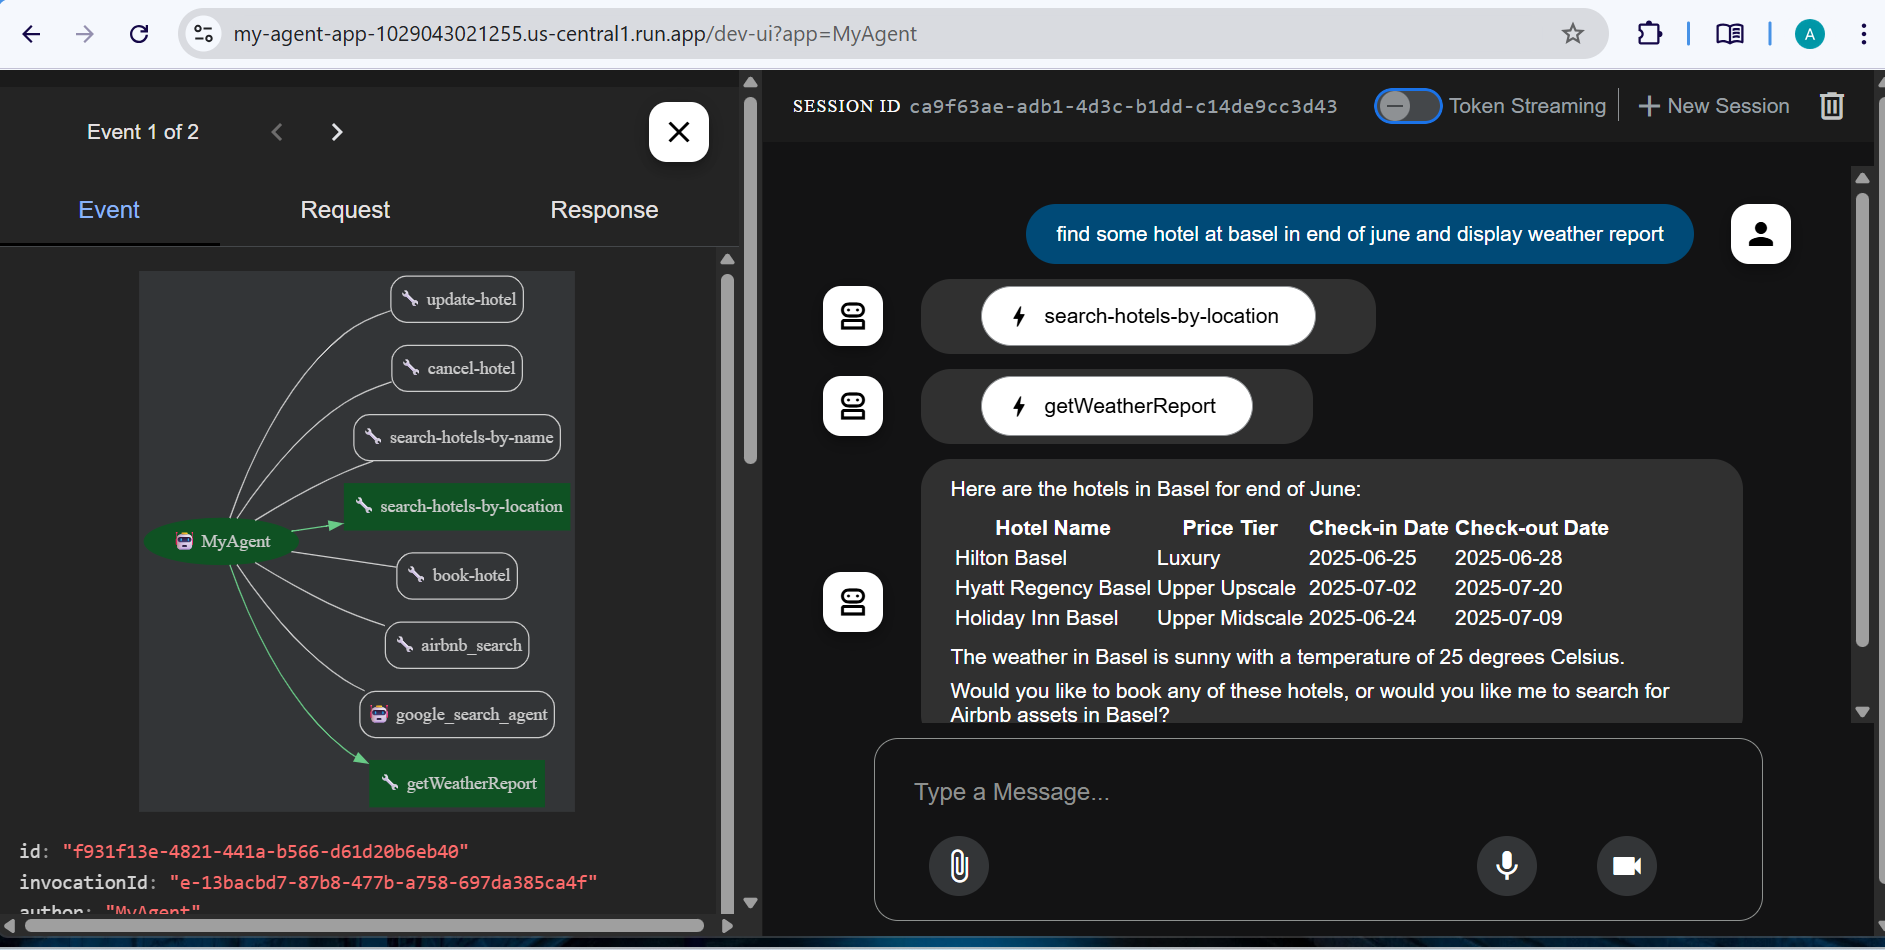 my-agent-app-1029043021255.us-central1.run.app/dev-ui?app=MyAgent
A
Event 1 of 2
Event Request Response
update-hotel
cancel-hotel
search-hotels-by-name
search-hotels-by-location
MyAgent
book-hotel
airbnb_search
google_search_agent
getWeatherReport
id: "f931f13e-4821-441a-b566-d61d20b6eb40"
invocationId: "e-13bacbd7-87b8-477b-a758-697da385ca4f"
author: "MyAgent"
SESSION ID ca9f63ae-adb1-4d3c-b1dd-c14de9cc3d43 Token Streaming New Session
find some hotel at basel in end of june and display weather report
search-hotels-by-location
getWeatherReport
Here are the hotels in Basel for end of June:
Hotel Name Price Tier Check-in Date Check-out Date
Hilton Basel Luxury 2025-06-25 2025-06-28
Hyatt Regency Basel Upper Upscale 2025-07-02 2025-07-20
Holiday Inn Basel Upper Midscale 2025-06-24 2025-07-09
The weather in Basel is sunny with a temperature of 25 degrees Celsius.
Would you like to book any of these hotels, or would you like me to search for
Airbnb assets in Basel?
Type a Message...